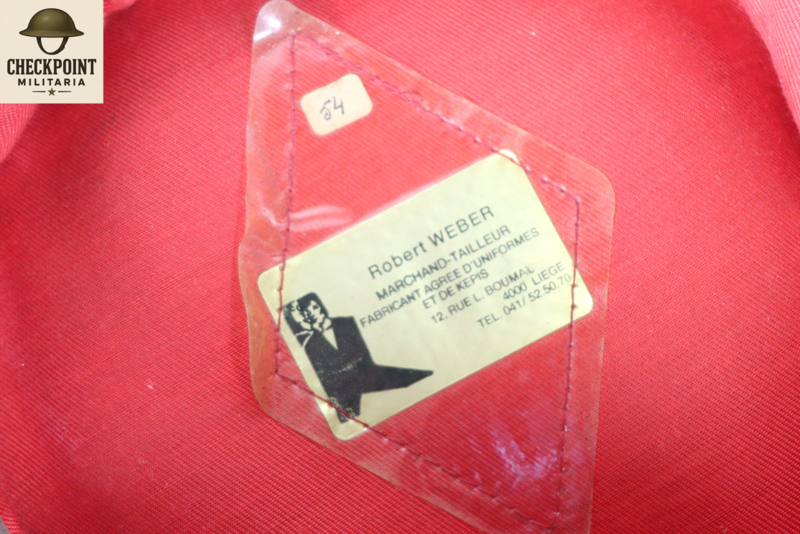 CHECKPOINT
MILITARIA
54
Robert WEBER
MARCHAND-TAILLEUR
FABRICANT AGREE D'UNIFORMES
ET DE KEPIS
12, RUE L. BOUMAL
4000 LIEGE
TEL. 041/52.50.70